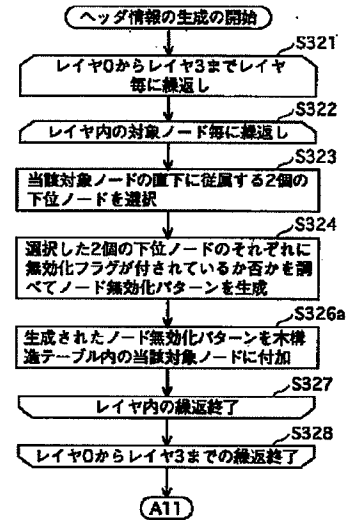 ヘッダ情報の生成の開始
S321
レイヤ0からレイヤ3までレイヤ
毎に繰返し
S322
レイヤ内の対象ノード毎に繰返し
S323
当該対象ノードの直下に従属する2個の
下位ノードを選択
S324
選択した2個の下位ノードのそれぞれに
無効化フラグが付されているか否かを調
べてノード無効化パターンを生成
S326a
生成されたノード無効化パターンを木構
造テーブル内の当該対象ノードに付加
S327
レイヤ内の繰返終了
S328
レイヤ0からレイヤ3までの繰返終了
A11